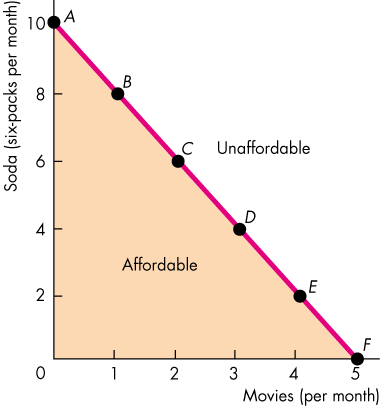 Soda (six-packs per month)
10
A
8
B
6
C
Unaffordable
4
D
Affordable
2
E
F
0
1
2
3
4
5
Movies (per month)